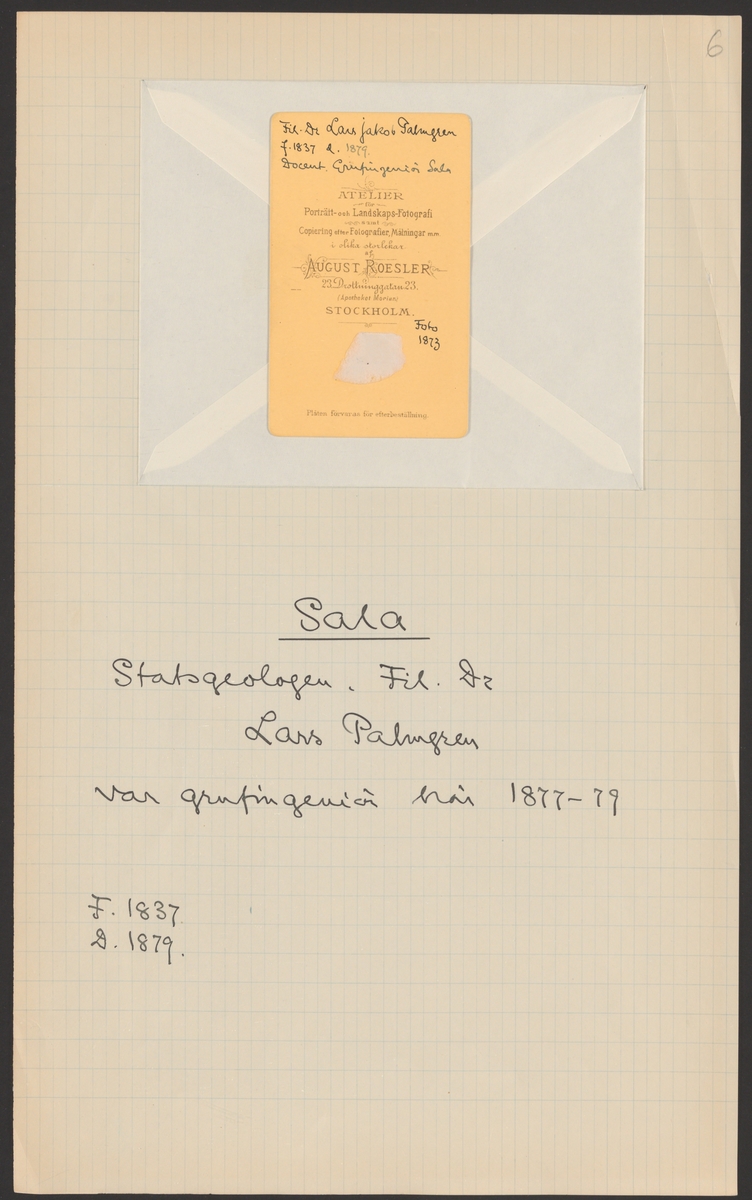 6
Fil. Dr Lars Jakob Palmgren
f. 1837 d. 1879.
Docent. Grufingeniör Sala
ATELIER
för
Porträtt- och Landskaps-Fotografi
samt
Copiering efter Fotografier, Målningar m.m.
i olika storlekar
af
AUGUST ROESLER
23. Drottninggatan 23.
(Apotheket Morian)
STOCKHOLM.
Foto
1873
Plåten förvaras för efterbeställning.
Sala
Statsgeologen. Fil. Dr
Lars Palmgren
var grufingeniör här 1877-79
F. 1837.
D. 1879.